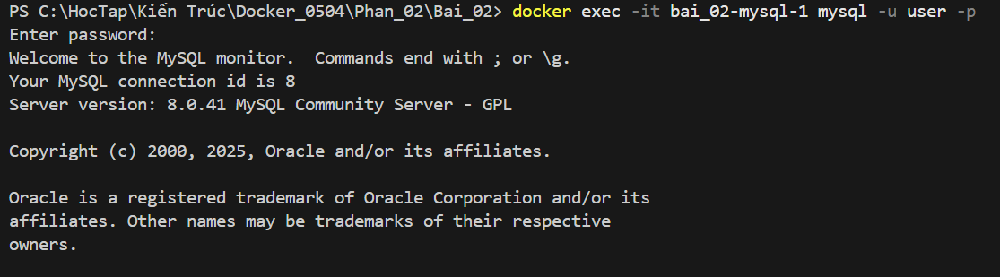 PS C:\HocTap\Kiến Trúc\Docker_0504\Phan_02\Bai_02> docker exec -it bai_02-mysql-1 mysql -u user -p
Enter password:
Welcome to the MySQL monitor.  Commands end with ; or \g.
Your MySQL connection id is 8
Server version: 8.0.41 MySQL Community Server - GPL
Copyright (c) 2000, 2025, Oracle and/or its affiliates.
Oracle is a registered trademark of Oracle Corporation and/or its
affiliates. Other names may be trademarks of their respective
owners.